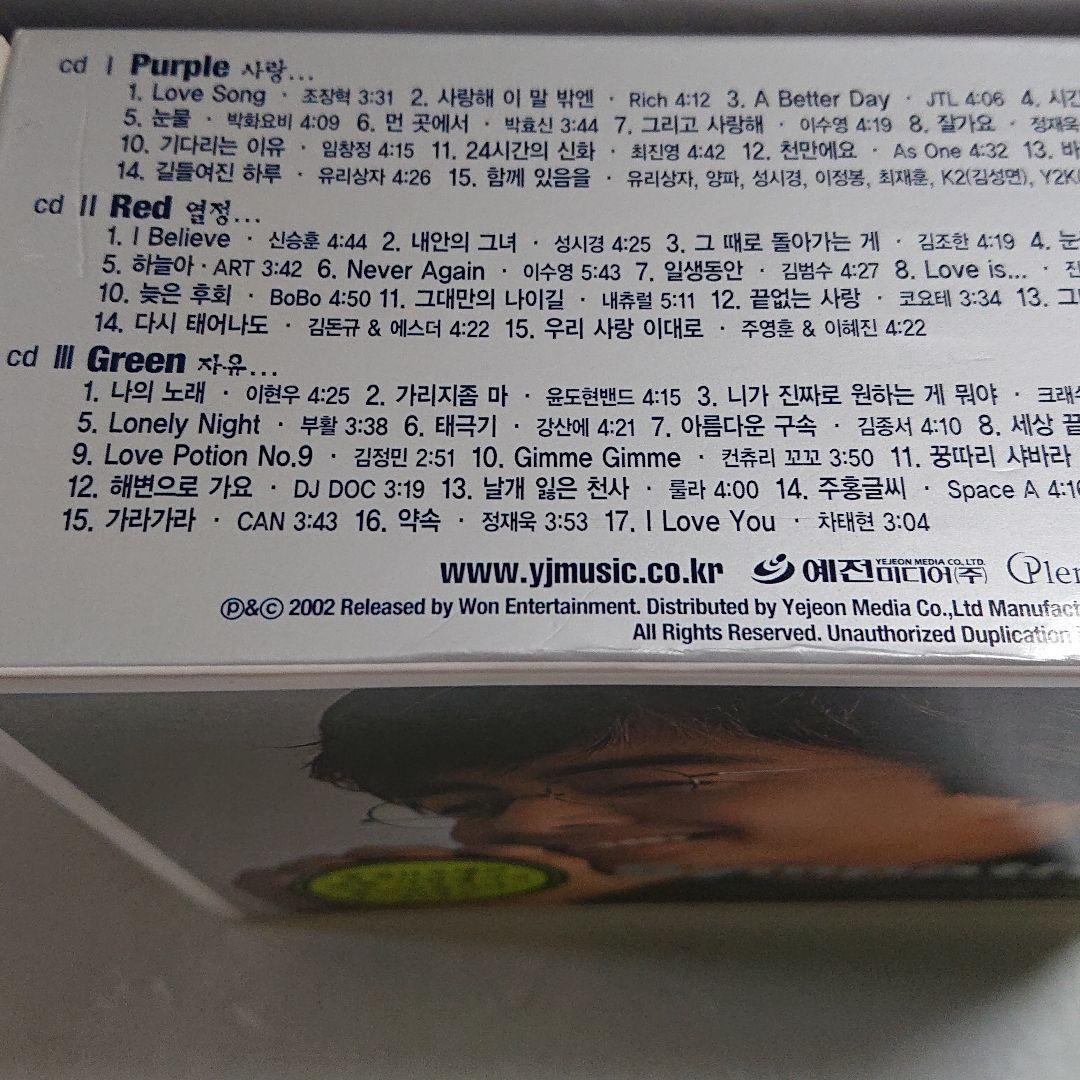 cd I Purple 사랑...
1. Love Song · 조장혁 3:31 2. 사랑해 이 말 밖엔 · Rich 4:12 3. A Better Day · JTL 4:06 4. 시간
5. 눈물 · 박화요비 4:09 6. 먼 곳에서 · 박효신 3:44 7. 그리고 사랑해 · 이수영 4:19 8. 잘가요 · 정재욱
10. 기다리는 이유 · 임창정 4:15 11. 24시간의 신화 · 최진영 4:42 12. 천만에요 · As One 4:32 13. 바
14. 길들여진 하루 · 유리상자 4:26 15. 함께 있음을 · 유리상자, 양파, 성시경, 이정봉, 최재훈, K2(김성면), Y2K
cd II Red 열정...
1. I Believe · 신승훈 4:44 2. 내안의 그녀 · 성시경 4:25 3. 그 때로 돌아가는 게 · 김조한 4:19 4. 눈
5. 하늘아 · ART 3:42 6. Never Again · 이수영 5:43 7. 일생동안 · 김범수 4:27 8. Love is... · 진
10. 늦은 후회 · BoBo 4:50 11. 그대만의 나이길 · 내츄럴 5:11 12. 끝없는 사랑 · 코요테 3:34 13. 그
14. 다시 태어나도 · 김돈규 & 에스더 4:22 15. 우리 사랑 이대로 · 주영훈 & 이혜진 4:22
cd III Green 자유...
1. 나의 노래 · 이현우 4:25 2. 가리지좀 마 · 윤도현밴드 4:15 3. 니가 진짜로 원하는 게 뭐야 · 크래쉬
5. Lonely Night · 부활 3:38 6. 태극기 · 강산에 4:21 7. 아름다운 구속 · 김종서 4:10 8. 세상 끝
9. Love Potion No.9 · 김정민 2:51 10. Gimme Gimme · 컨츄리 꼬꼬 3:50 11. 꿍따리 샤바라
12. 해변으로 가요 · DJ DOC 3:19 13. 날개 잃은 천사 · 룰라 4:00 14. 주홍글씨 · Space A 4:16
15. 가라가라 · CAN 3:43 16. 약속 · 정재욱 3:53 17. I Love You · 차태현 3:04
www.yjmusic.co.kr YEJEON MEDIA CO.,LTD. 예전미디어(주) Plen
℗&© 2002 Released by Won Entertainment. Distributed by Yejeon Media Co.,Ltd Manufact
All Rights Reserved. Unauthorized Duplication